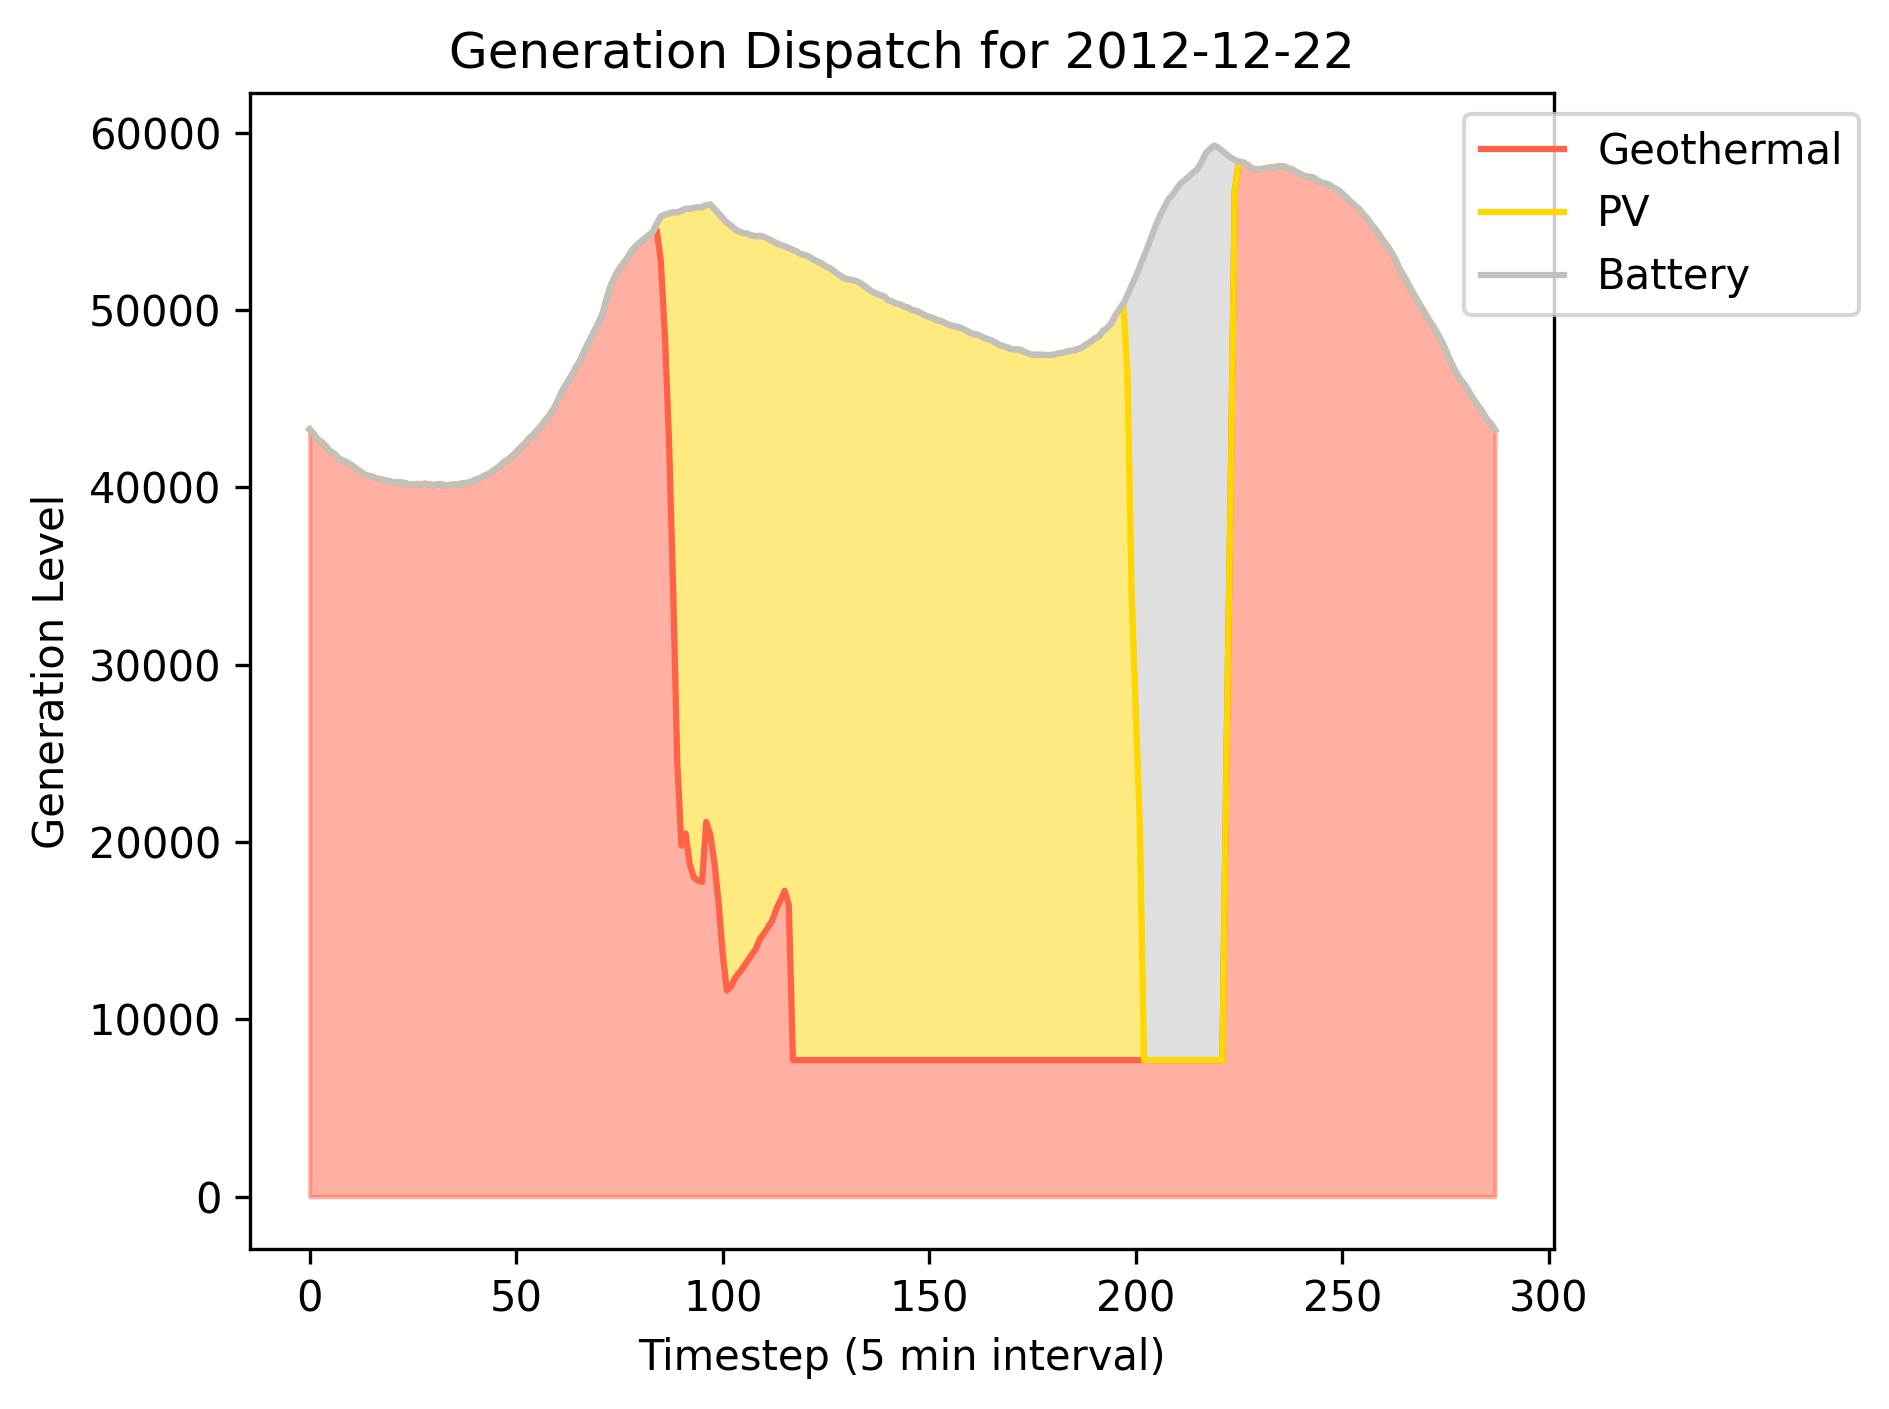 Generation Dispatch for 2012-12-22
60000
50000
40000
30000
20000
10000
0
Generation Level
0 50 100 150 200 250 300
Timestep (5 min interval)
Geothermal
PV
Battery